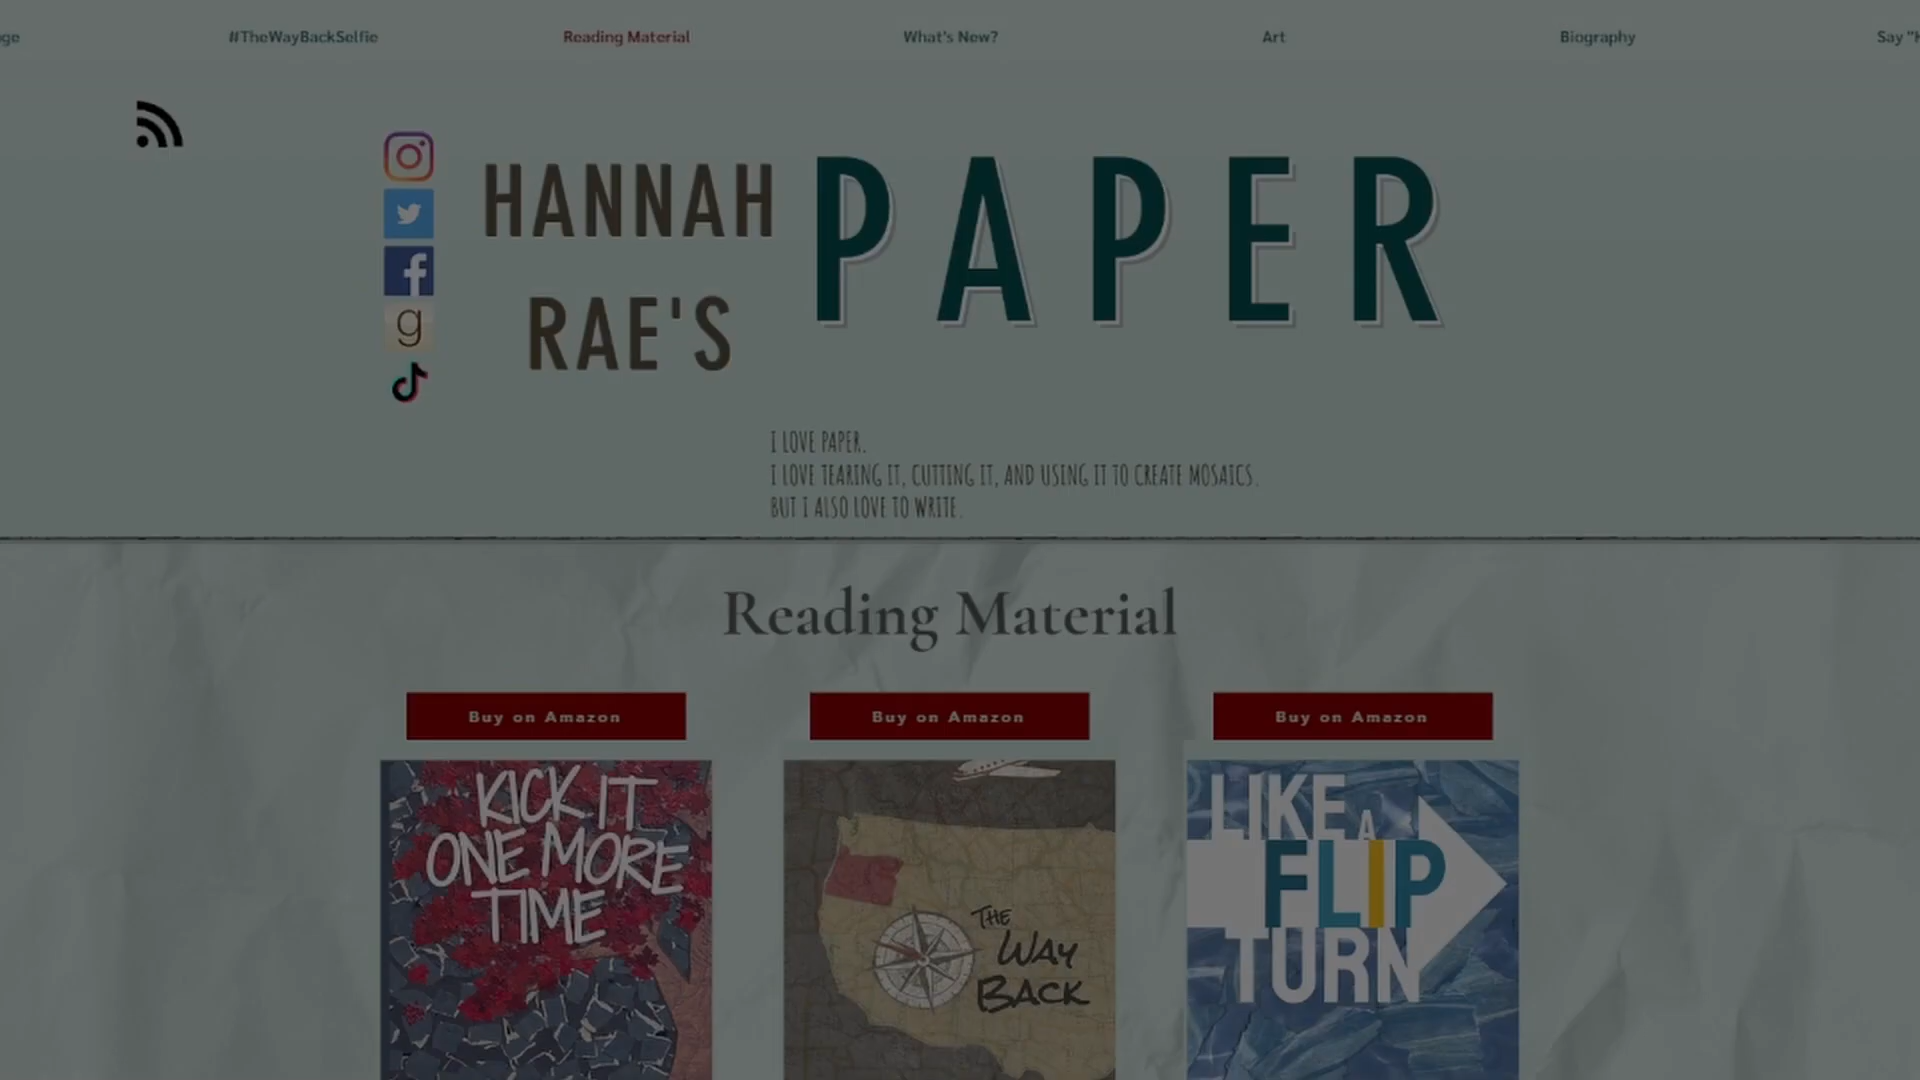 ge #TheWayBackSelfie Reading Material What's New? Art Biography Say "H
HANNAH
RAE'S
PAPER
I LOVE PAPER.
I LOVE TEARING IT, CUTTING IT, AND USING IT TO CREATE MOSAICS.
BUT I ALSO LOVE TO WRITE.
Reading Material
Buy on Amazon Buy on Amazon Buy on Amazon
KICK IT
ONE MORE
TIME
THE
WAY
BACK
LIKE A
FLIP
TURN